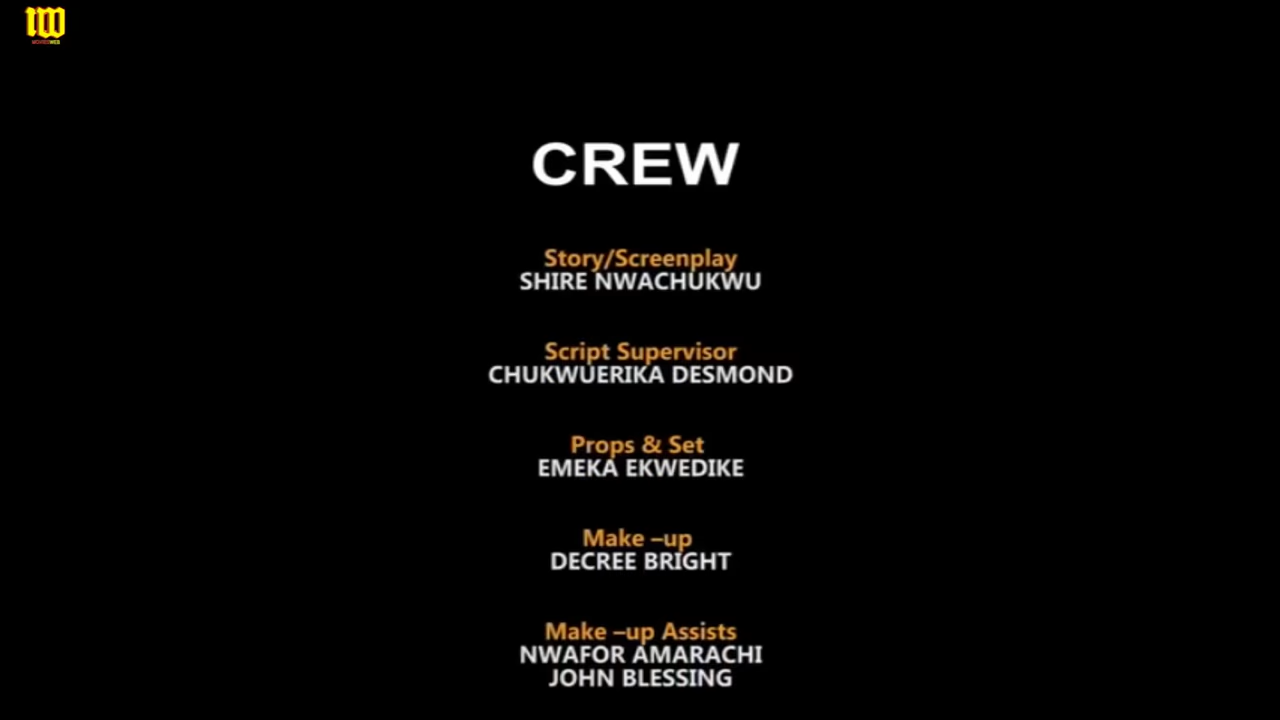 CREW
Story/Screenplay
SHIRE NWACHUKWU
Script Supervisor
CHUKWUERIKA DESMOND
Props & Set
EMEKA EKWEDIKE
Make –up
DECREE BRIGHT
Make –up Assists
NWAFOR AMARACHI
JOHN BLESSING